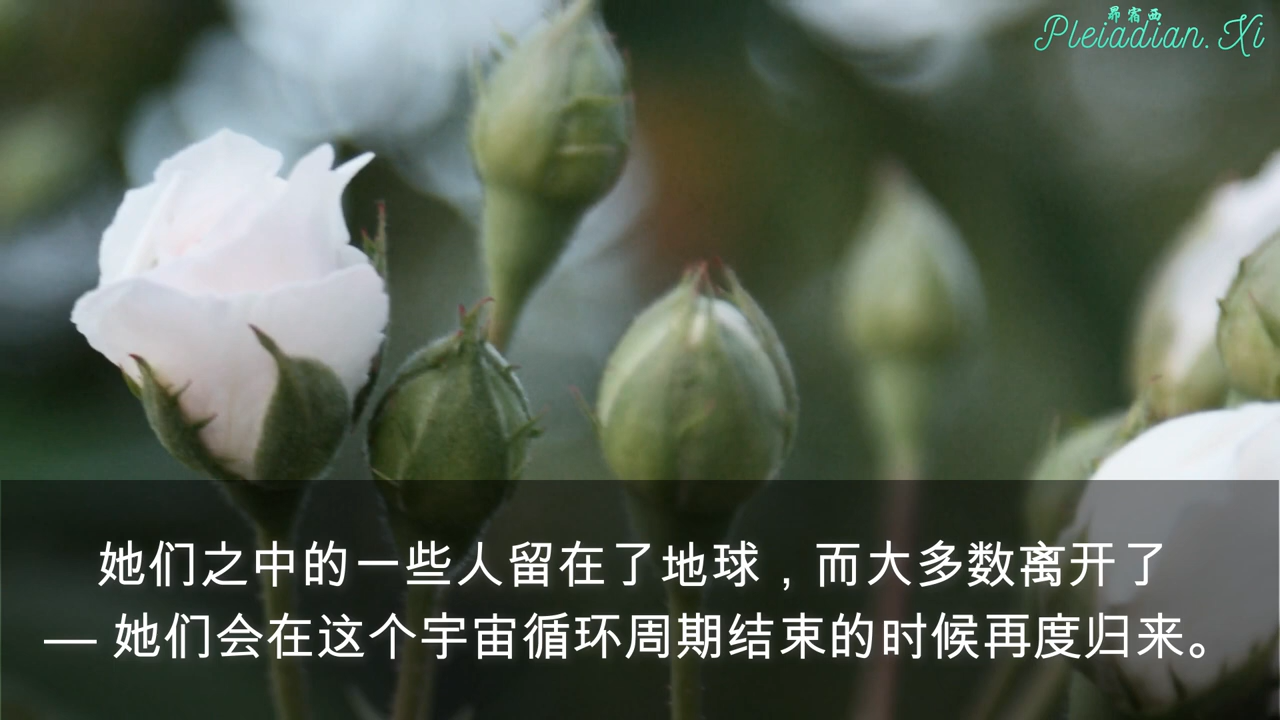 昴宿西
Pleiadian.Xi
她们之中的一些人留在了地球，而大多数离开了
— 她们会在这个宇宙循环周期结束的时候再度归来。